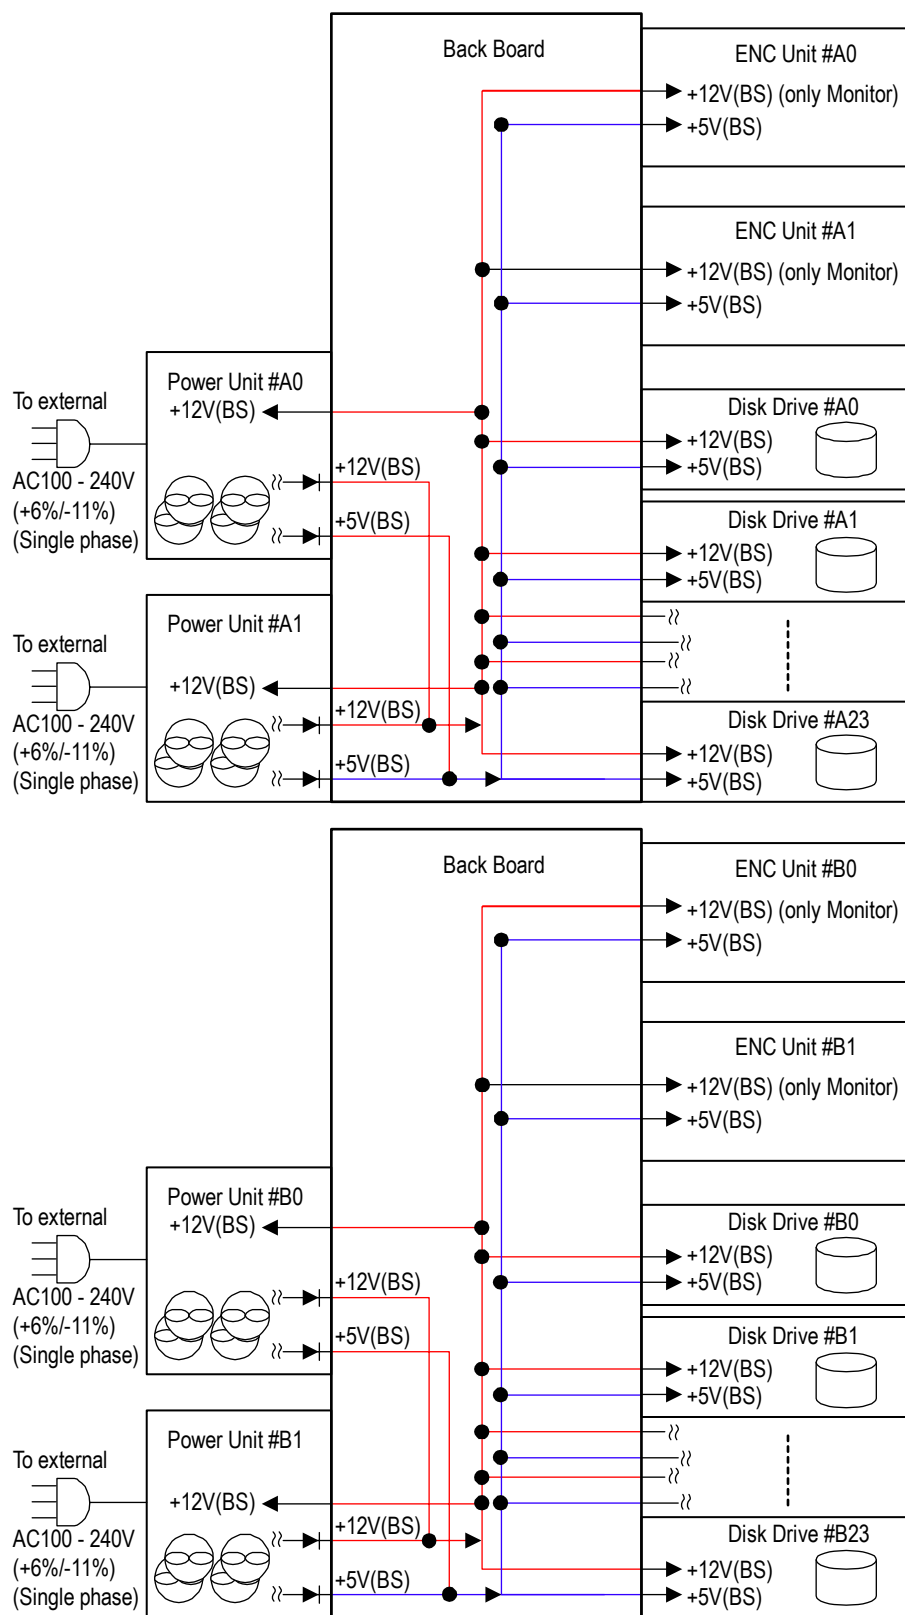 Back Board
ENC Unit #A0
+12V(BS) (only Monitor)
+5V(BS)
ENC Unit #A1
+12V(BS) (only Monitor)
+5V(BS)
Power Unit #A0
+12V(BS)
To external
AC100 - 240V
(+6%/-11%)
(Single phase)
+12V(BS)
+5V(BS)
Disk Drive #A0
+12V(BS)
+5V(BS)
Disk Drive #A1
+12V(BS)
+5V(BS)
Power Unit #A1
+12V(BS)
To external
AC100 - 240V
(+6%/-11%)
(Single phase)
+12V(BS)
+5V(BS)
Disk Drive #A23
+12V(BS)
+5V(BS)
Back Board
ENC Unit #B0
+12V(BS) (only Monitor)
+5V(BS)
ENC Unit #B1
+12V(BS) (only Monitor)
+5V(BS)
Power Unit #B0
+12V(BS)
To external
AC100 - 240V
(+6%/-11%)
(Single phase)
+12V(BS)
+5V(BS)
Disk Drive #B0
+12V(BS)
+5V(BS)
Disk Drive #B1
+12V(BS)
+5V(BS)
Power Unit #B1
+12V(BS)
To external
AC100 - 240V
(+6%/-11%)
(Single phase)
+12V(BS)
+5V(BS)
Disk Drive #B23
+12V(BS)
+5V(BS)